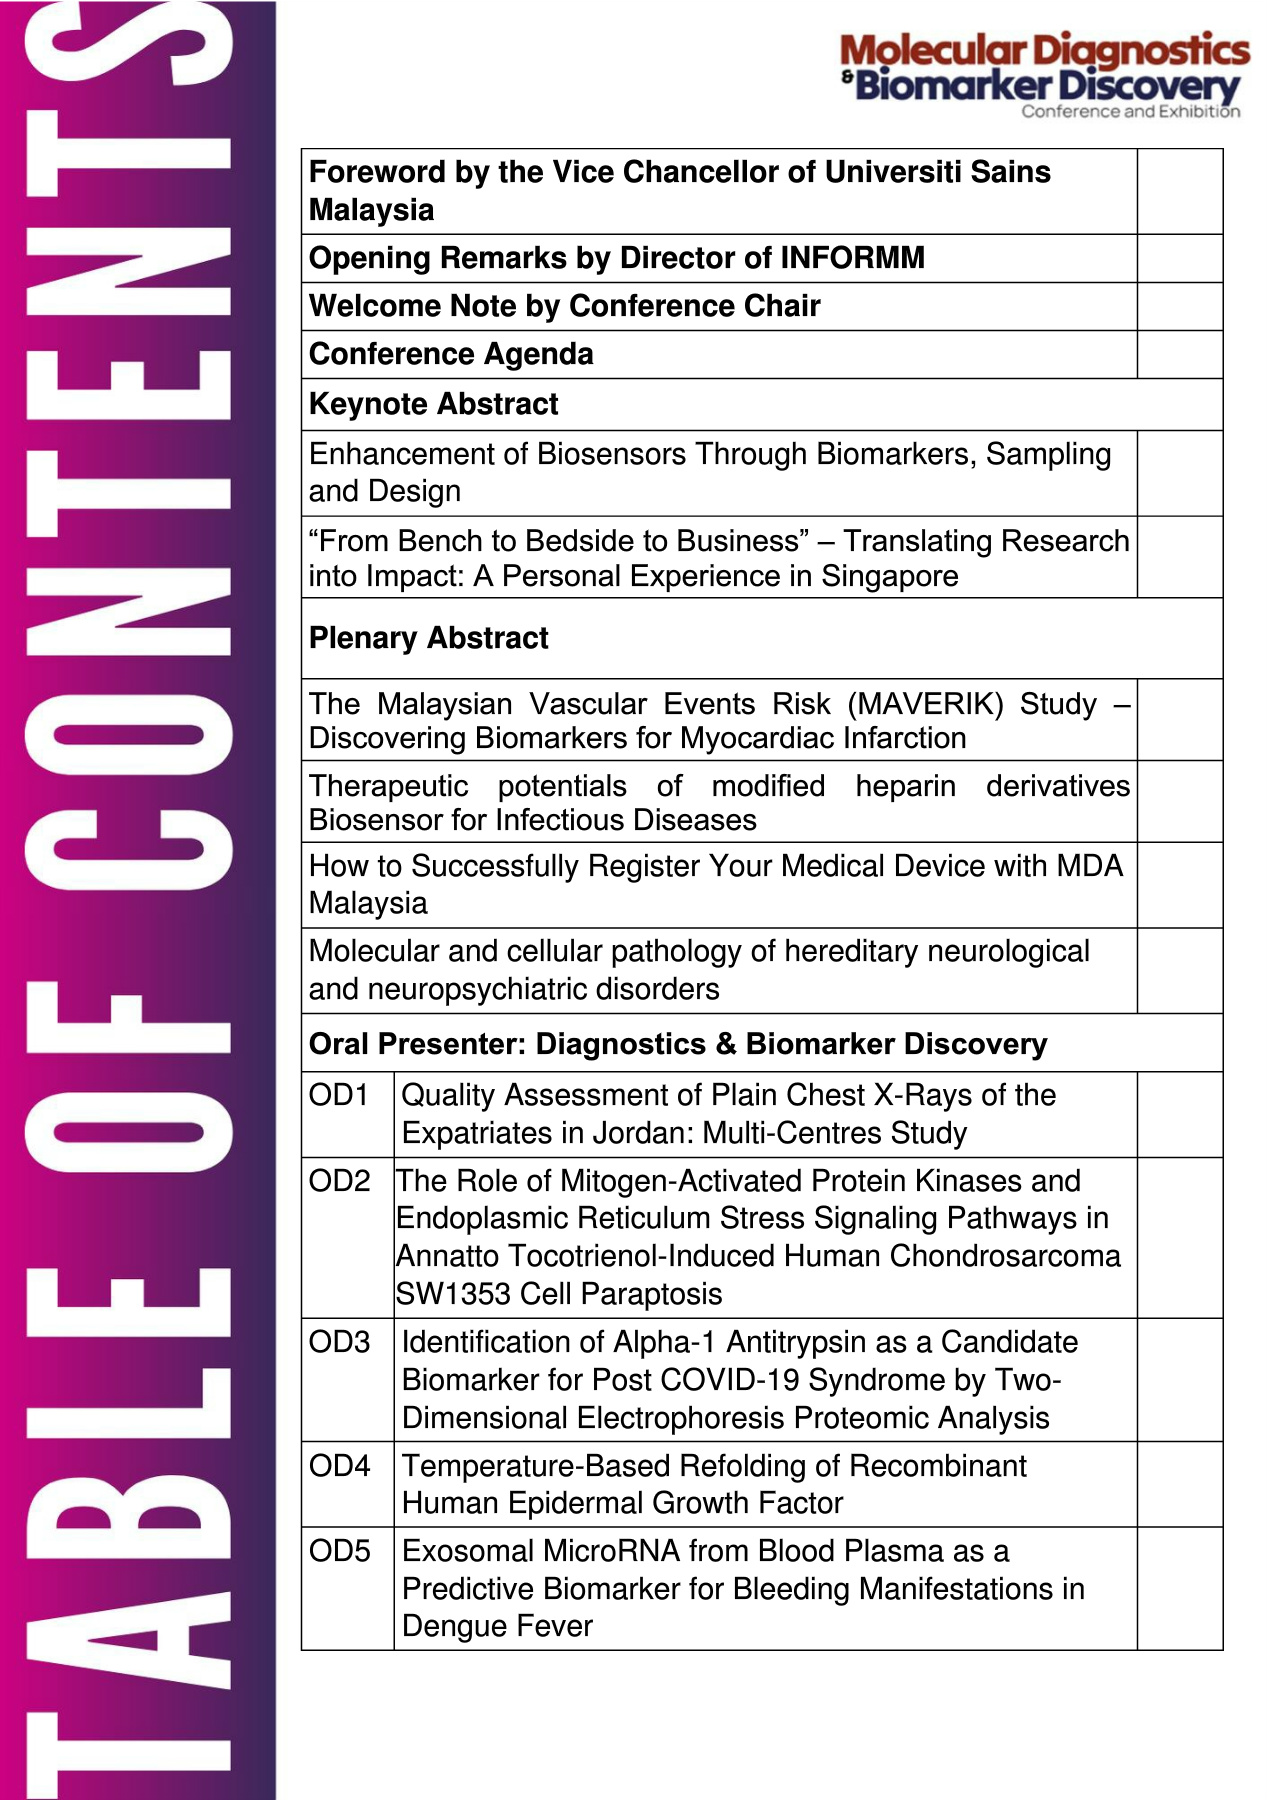 TABLE OF CONTENTS
Molecular Diagnostics
&Biomarker Discovery
Conference and Exhibition
Foreword by the Vice Chancellor of Universiti Sains
Malaysia
Opening Remarks by Director of INFORMM
Welcome Note by Conference Chair
Conference Agenda
Keynote Abstract
Enhancement of Biosensors Through Biomarkers, Sampling
and Design
“From Bench to Bedside to Business” – Translating Research
into Impact: A Personal Experience in Singapore
Plenary Abstract
The Malaysian Vascular Events Risk (MAVERIK) Study –
Discovering Biomarkers for Myocardiac Infarction
Therapeutic potentials of modified heparin derivatives
Biosensor for Infectious Diseases
How to Successfully Register Your Medical Device with MDA
Malaysia
Molecular and cellular pathology of hereditary neurological
and neuropsychiatric disorders
Oral Presenter: Diagnostics & Biomarker Discovery
OD1 Quality Assessment of Plain Chest X-Rays of the
Expatriates in Jordan: Multi-Centres Study
OD2 The Role of Mitogen-Activated Protein Kinases and
Endoplasmic Reticulum Stress Signaling Pathways in
Annatto Tocotrienol-Induced Human Chondrosarcoma
SW1353 Cell Paraptosis
OD3 Identification of Alpha-1 Antitrypsin as a Candidate
Biomarker for Post COVID-19 Syndrome by Two-
Dimensional Electrophoresis Proteomic Analysis
OD4 Temperature-Based Refolding of Recombinant
Human Epidermal Growth Factor
OD5 Exosomal MicroRNA from Blood Plasma as a
Predictive Biomarker for Bleeding Manifestations in
Dengue Fever